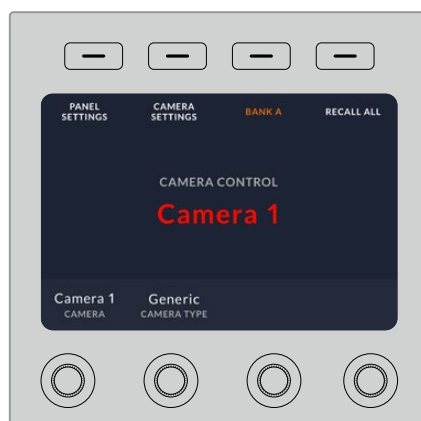 PANEL
SETTINGS
CAMERA
SETTINGS
BANK A
RECALL ALL
CAMERA CONTROL
Camera 1
Camera 1
CAMERA
Generic
CAMERA TYPE